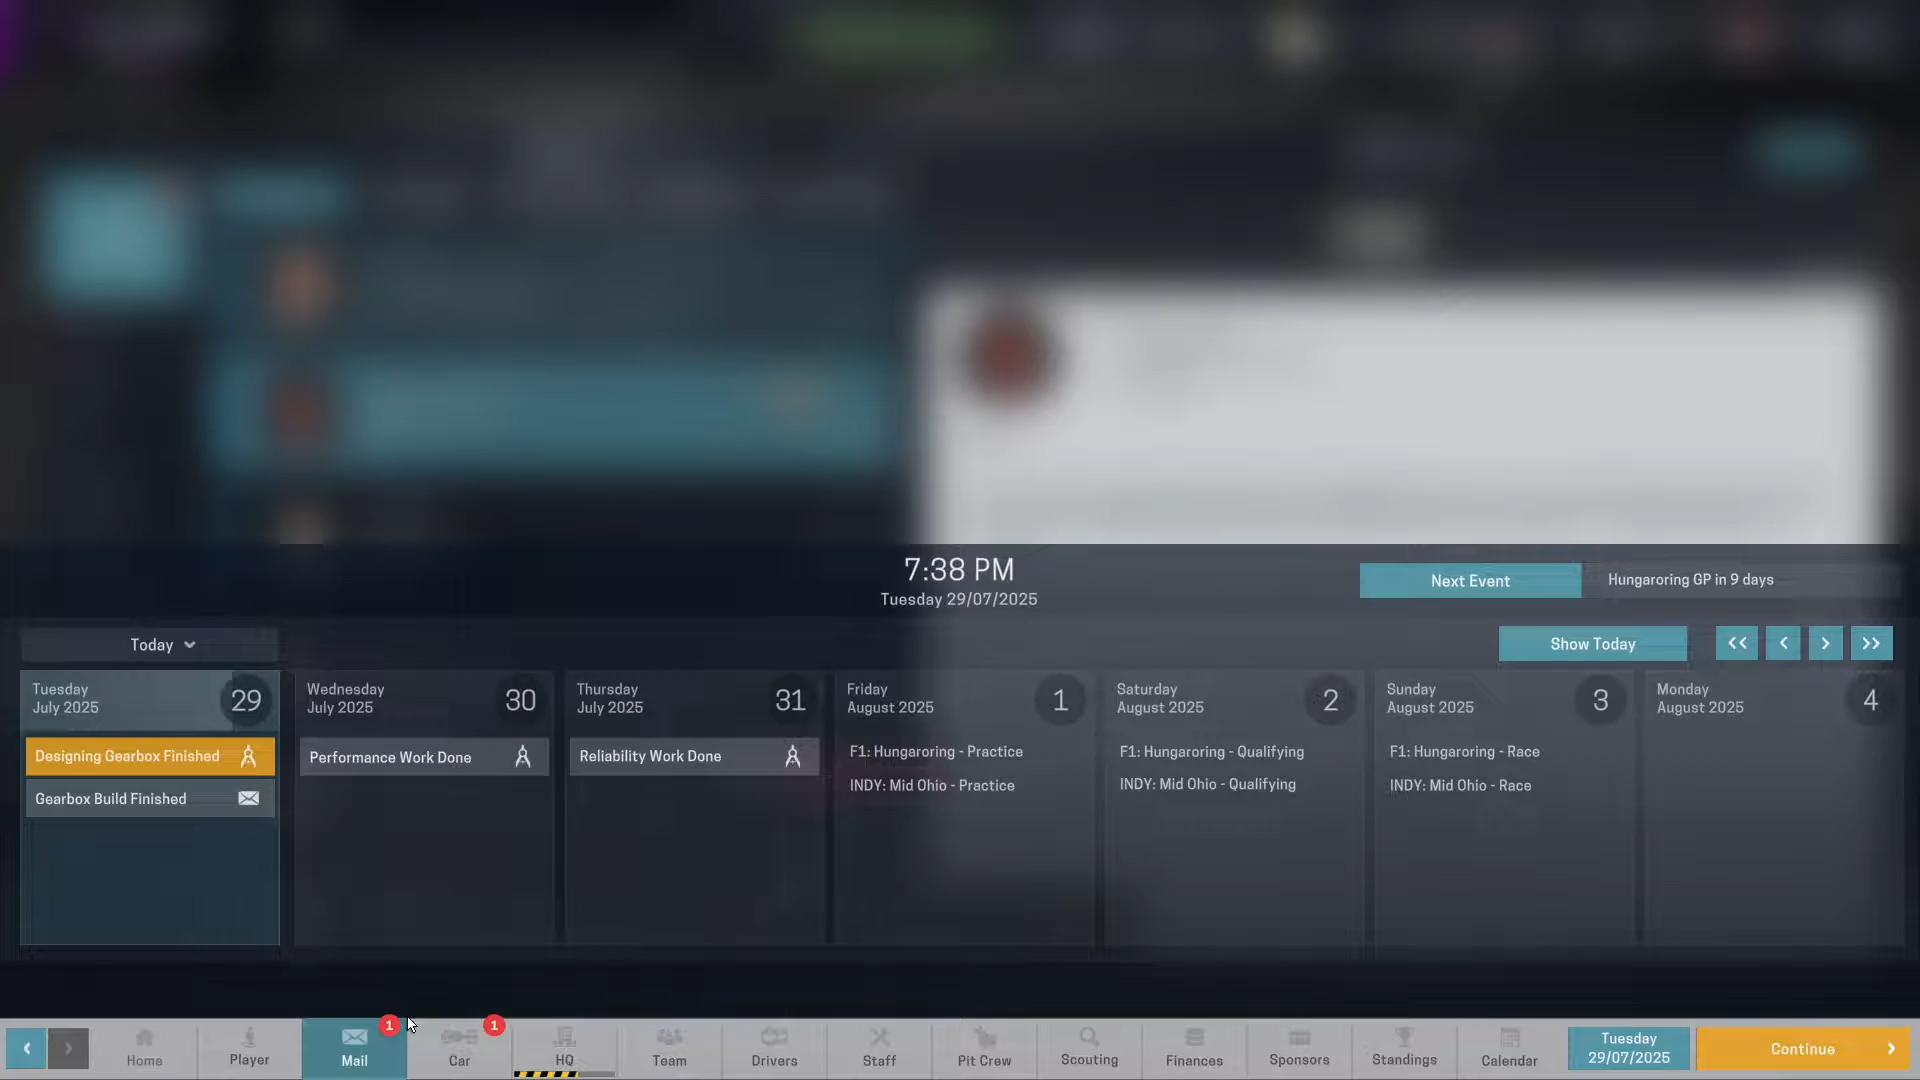 7:38 PM
Tuesday 29/07/2025
Next Event
Hungaroring GP in 9 days
Today
Show Today
Tuesday
July 2025
29
Designing Gearbox Finished
Gearbox Build Finished
Wednesday
July 2025
30
Performance Work Done
Thursday
July 2025
31
Reliability Work Done
Friday
August 2025
1
F1: Hungaroring - Practice
INDY: Mid Ohio - Practice
Saturday
August 2025
2
F1: Hungaroring - Qualifying
INDY: Mid Ohio - Qualifying
Sunday
August 2025
3
F1: Hungaroring - Race
INDY: Mid Ohio - Race
Monday
August 2025
4
Home
Player
Mail
1
Car
1
HQ
Team
Drivers
Staff
Pit Crew
Scouting
Finances
Sponsors
Standings
Calendar
Tuesday
29/07/2025
Continue